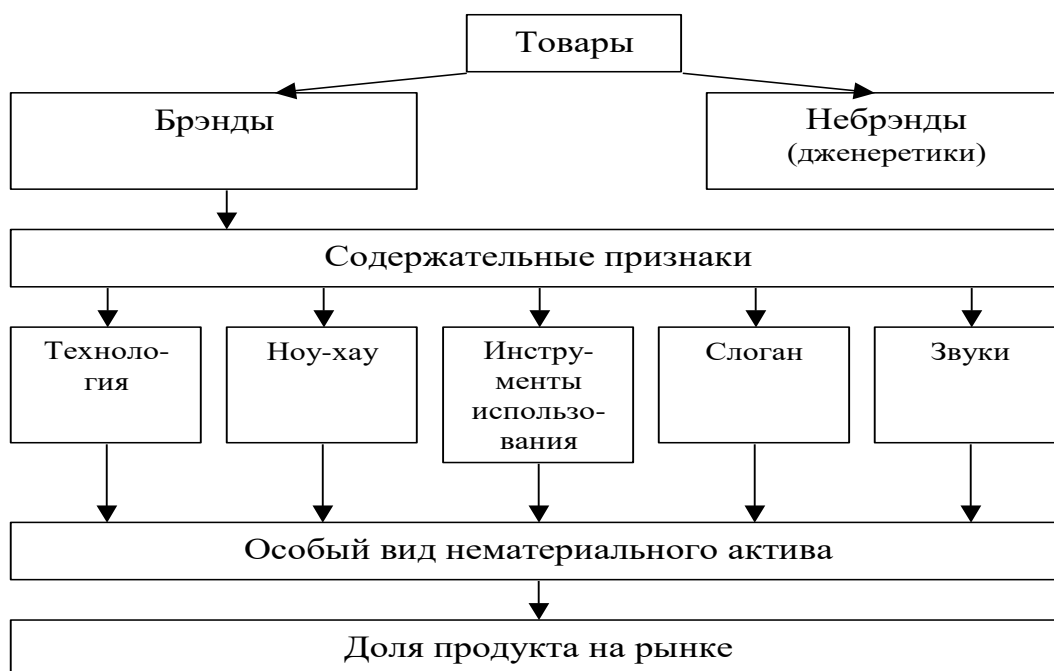 Товары
Брэнды
Небрэнды
(дженеретики)
Содержательные признаки
Техноло-
гия
Ноу-хау
Инстру-
менты
использо-
вания
Слоган
Звуки
Особый вид нематериального актива
Доля продукта на рынке